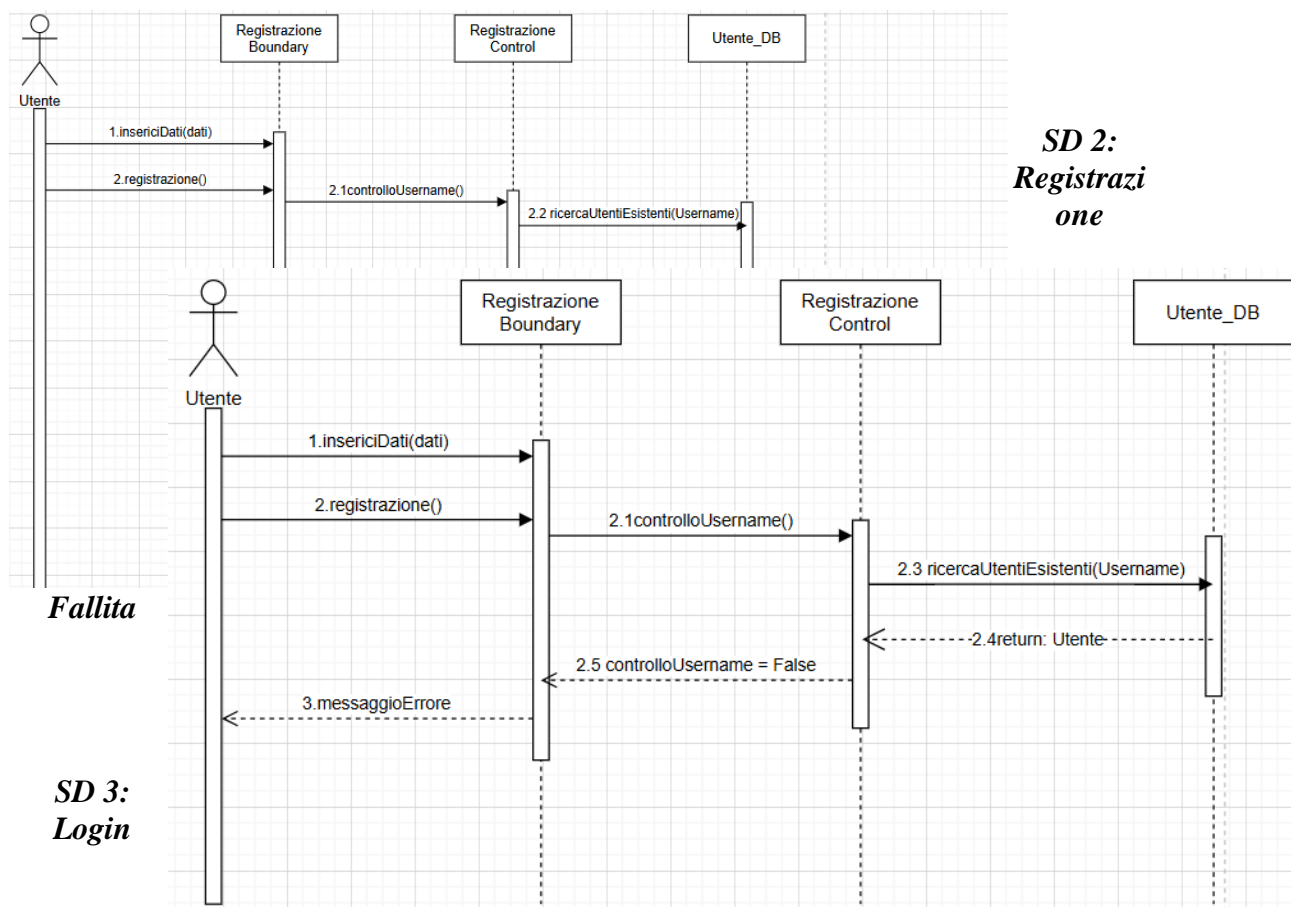 Registrazione
Boundary
Registrazione
Control
Utente_DB
Utente
1.insericiDati(dati)
2.registrazione()
2.1controlloUsername()
2.2 ricercaUtentiEsistenti(Username)
SD 2:
Registrazi
one
Registrazione
Boundary
Registrazione
Control
Utente_DB
Utente
1.insericiDati(dati)
2.registrazione()
2.1controlloUsername()
2.3 ricercaUtentiEsistenti(Username)
2.4return: Utente
2.5 controlloUsername = False
3.messaggioErrore
Fallita
SD 3:
Login